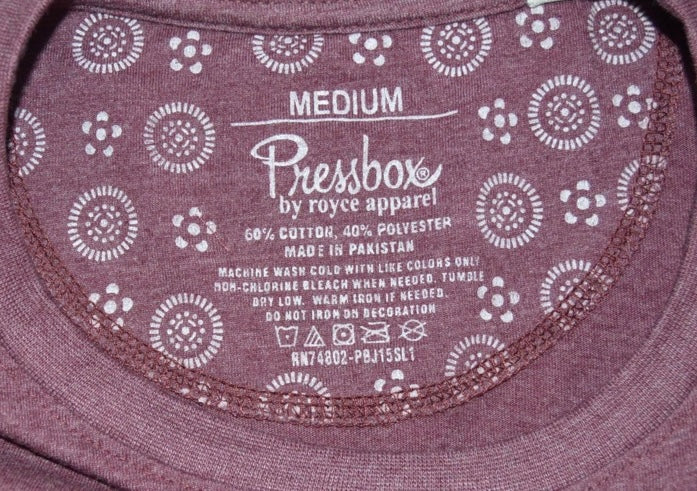 MEDIUM
Pressbox®
by royce apparel
60% COTTON, 40% POLYESTER
MADE IN PAKISTAN
MACHINE WASH COLD WITH LIKE COLORS ONLY
NON-CHLORINE BLEACH WHEN NEEDED. TUMBLE
DRY LOW. WARM IRON IF NEEDED.
DO NOT IRON ON DECORATION
RN74802-PBJ15SL1